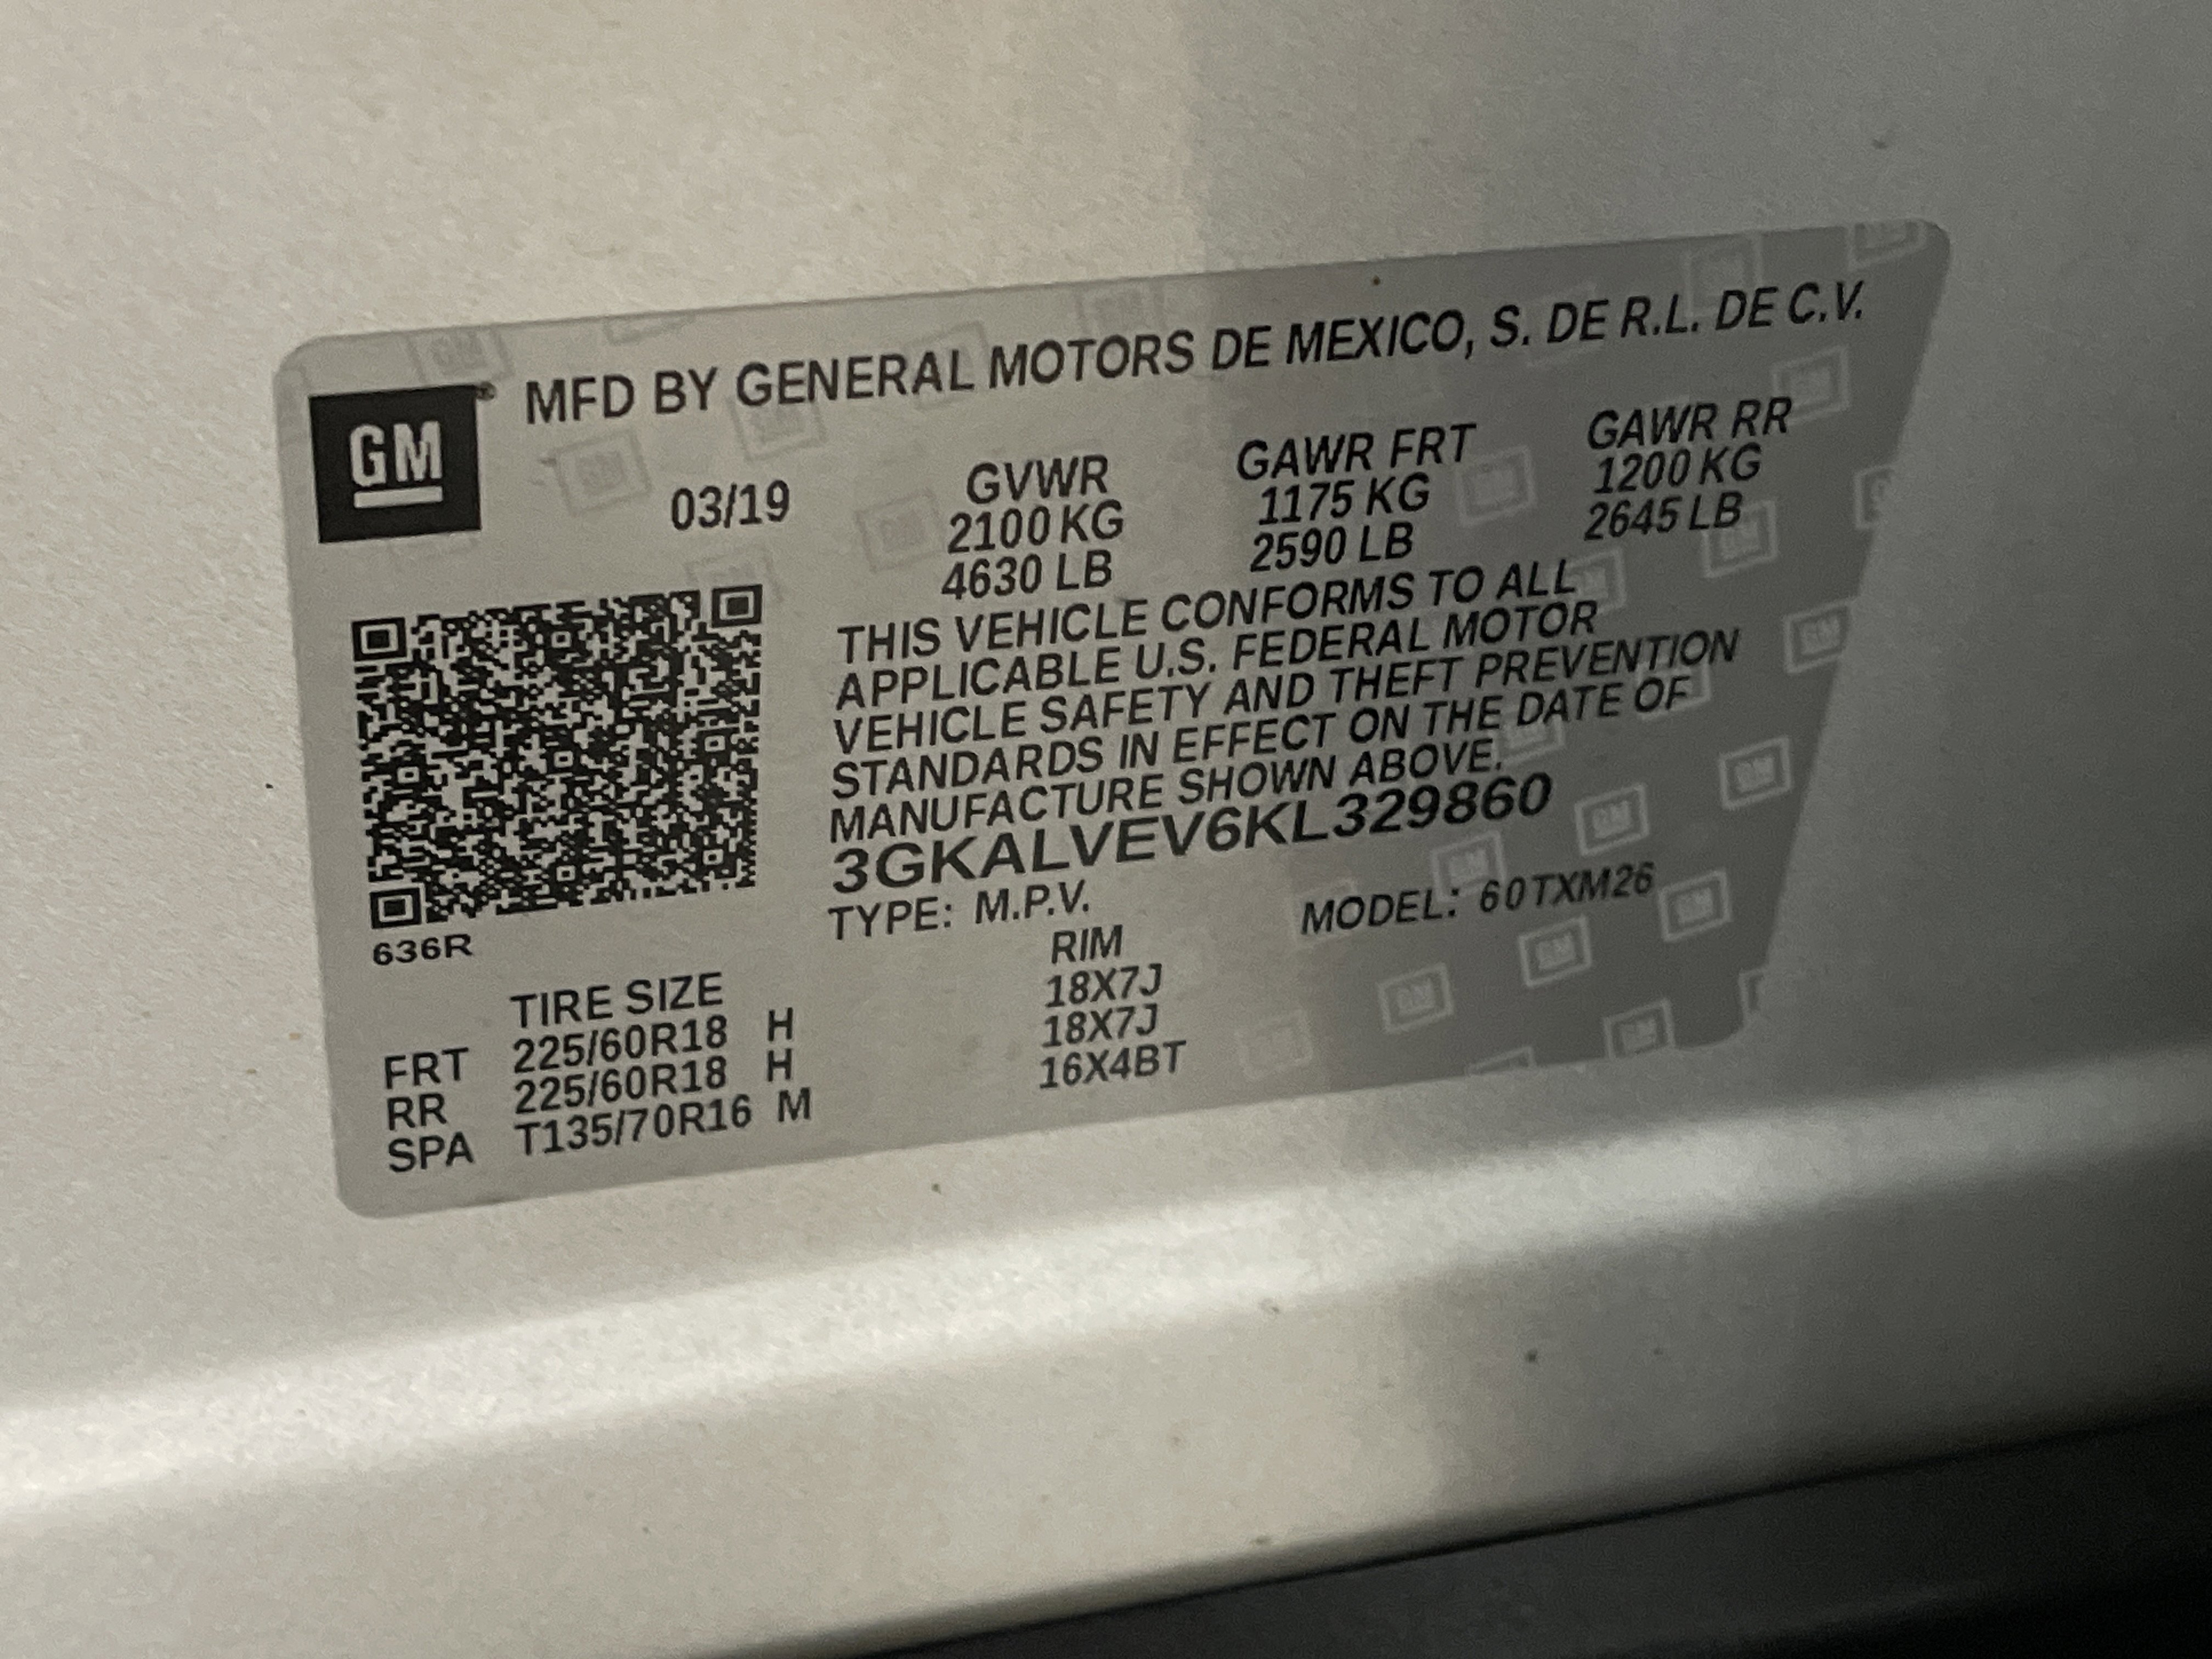 GM
MFD BY GENERAL MOTORS DE MEXICO, S. DE R.L. DE C.V.
03/19
GVWR GAWR FRT GAWR RR
2100 KG 1175 KG 1200 KG
4630 LB 2590 LB 2645 LB
THIS VEHICLE CONFORMS TO ALL
APPLICABLE U.S. FEDERAL MOTOR
VEHICLE SAFETY AND THEFT PREVENTION
STANDARDS IN EFFECT ON THE DATE OF
MANUFACTURE SHOWN ABOVE.
3GKALVEV6KL329860
TYPE: M.P.V. MODEL: 60TXM26
636R
TIRE SIZE RIM
FRT 225/60R18 H 18X7J
RR 225/60R18 H 18X7J
SPA T135/70R16 M 16X4BT